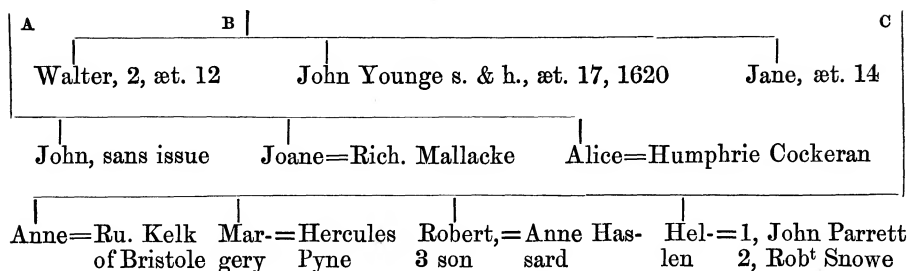 A B C
Walter, 2, æt. 12 John Younge s. & h., æt. 17, 1620 Jane, æt. 14
John, sans issue Joane=Rich. Mallacke Alice=Humphrie Cockeran
Anne=Ru. Kelk Mar-=Hercules Robert,=Anne Has- Hel-=1, John Parrett
of Bristole gery Pyne 3 son sard len 2, Robᵗ Snowe